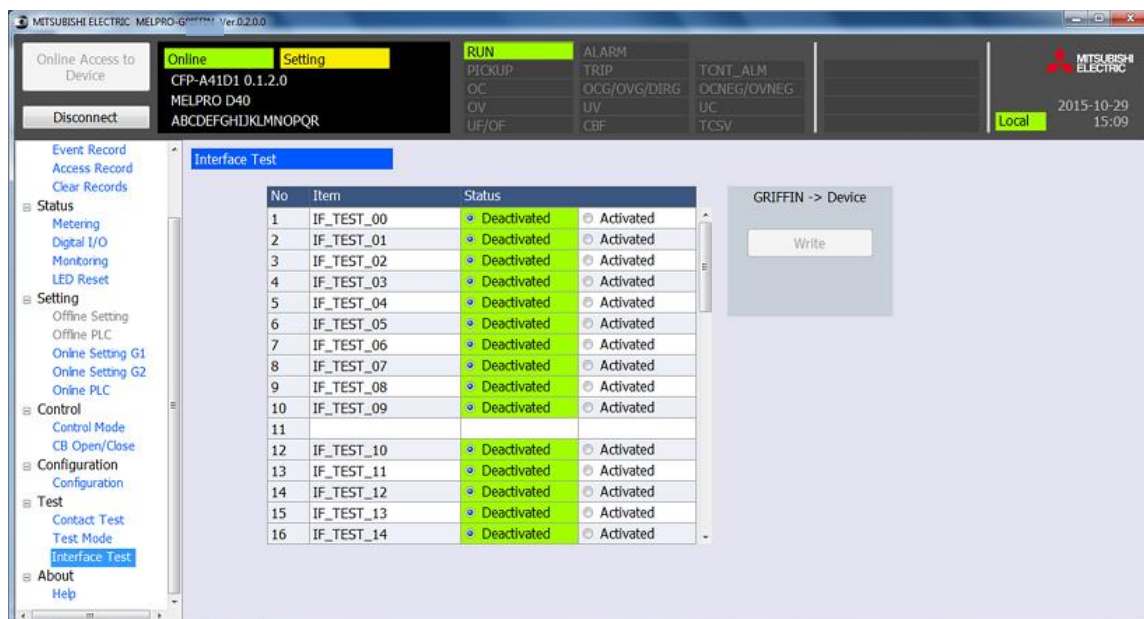 MITSUBISHI ELECTRIC MELPRO-GRIFFIN Ver.0.2.0.0
Online Access to
Device
Disconnect
Online Setting
CFP-A41D1 0.1.2.0
MELPRO D40
ABCDEFGHIJKLMNOPQR
RUN ALARM
PICKUP TRIP TCNT_ALM
OC OCG/OVG/DIRG OCNEG/OVNEG
OV UV UC
UF/OF CBF TCSV
MITSUBISHI
ELECTRIC
2015-10-29
Local 15:09
Event Record
Access Record
Clear Records
Status
Metering
Digital I/O
Monitoring
LED Reset
Setting
Offline Setting
Offline PLC
Online Setting G1
Online Setting G2
Online PLC
Control
Control Mode
CB Open/Close
Configuration
Configuration
Test
Contact Test
Test Mode
Interface Test
About
Help
Interface Test
No Item Status
1 IF_TEST_00 Deactivated Activated
2 IF_TEST_01 Deactivated Activated
3 IF_TEST_02 Deactivated Activated
4 IF_TEST_03 Deactivated Activated
5 IF_TEST_04 Deactivated Activated
6 IF_TEST_05 Deactivated Activated
7 IF_TEST_06 Deactivated Activated
8 IF_TEST_07 Deactivated Activated
9 IF_TEST_08 Deactivated Activated
10 IF_TEST_09 Deactivated Activated
11
12 IF_TEST_10 Deactivated Activated
13 IF_TEST_11 Deactivated Activated
14 IF_TEST_12 Deactivated Activated
15 IF_TEST_13 Deactivated Activated
16 IF_TEST_14 Deactivated Activated
GRIFFIN -> Device
Write